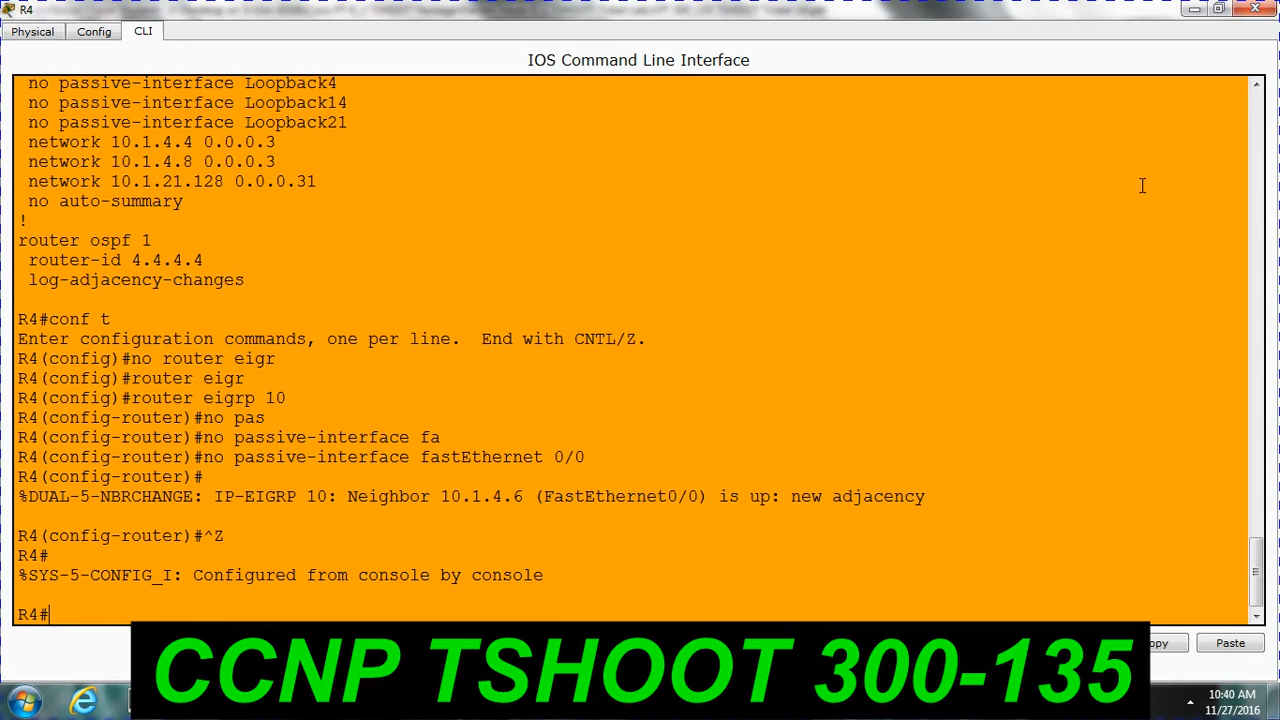 R4
Physical Config CLI
IOS Command Line Interface
no passive-interface Loopback4
no passive-interface Loopback14
no passive-interface Loopback21
network 10.1.4.4 0.0.0.3
network 10.1.4.8 0.0.0.3
network 10.1.21.128 0.0.0.31
no auto-summary
!
router ospf 1
router-id 4.4.4.4
log-adjacency-changes
R4#conf t
Enter configuration commands, one per line.  End with CNTL/Z.
R4(config)#no router eigr
R4(config)#router eigr
R4(config)#router eigrp 10
R4(config-router)#no pas
R4(config-router)#no passive-interface fa
R4(config-router)#no passive-interface fastEthernet 0/0
R4(config-router)#
%DUAL-5-NBRCHANGE: IP-EIGRP 10: Neighbor 10.1.4.6 (FastEthernet0/0) is up: new adjacency
R4(config-router)#^Z
R4#
%SYS-5-CONFIG_I: Configured from console by console
R4#
Paste
CCNP TSHOOT 300-135
10:40 AM
11/27/2016